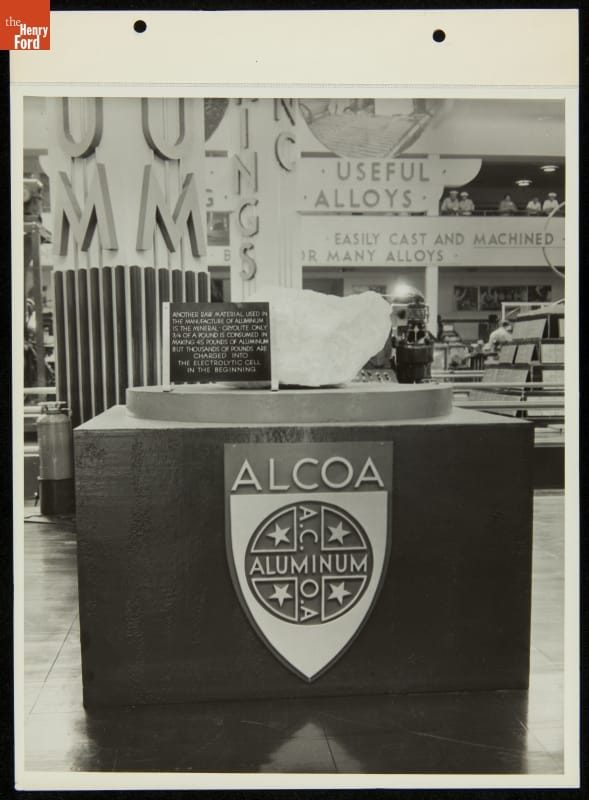 the
Henry
Ford
U U
M M
INGS
NC
USEFUL
· ALLOYS ·
EASILY CAST AND MACHINED
OR MANY ALLOYS ·
ANOTHER RAW MATERIAL USED IN
THE MANUFACTURE OF ALUMINUM
IS THE MINERAL - CRYOLITE ONLY
3/4 OF A POUND IS CONSUMED IN
MAKING 45 POUNDS OF ALUMINUM
BUT THOUSANDS OF POUNDS ARE
CHARGED INTO
THE ELECTROLYTIC CELL
IN THE BEGINNING
ALCOA
A.C.O.A
ALUMINUM